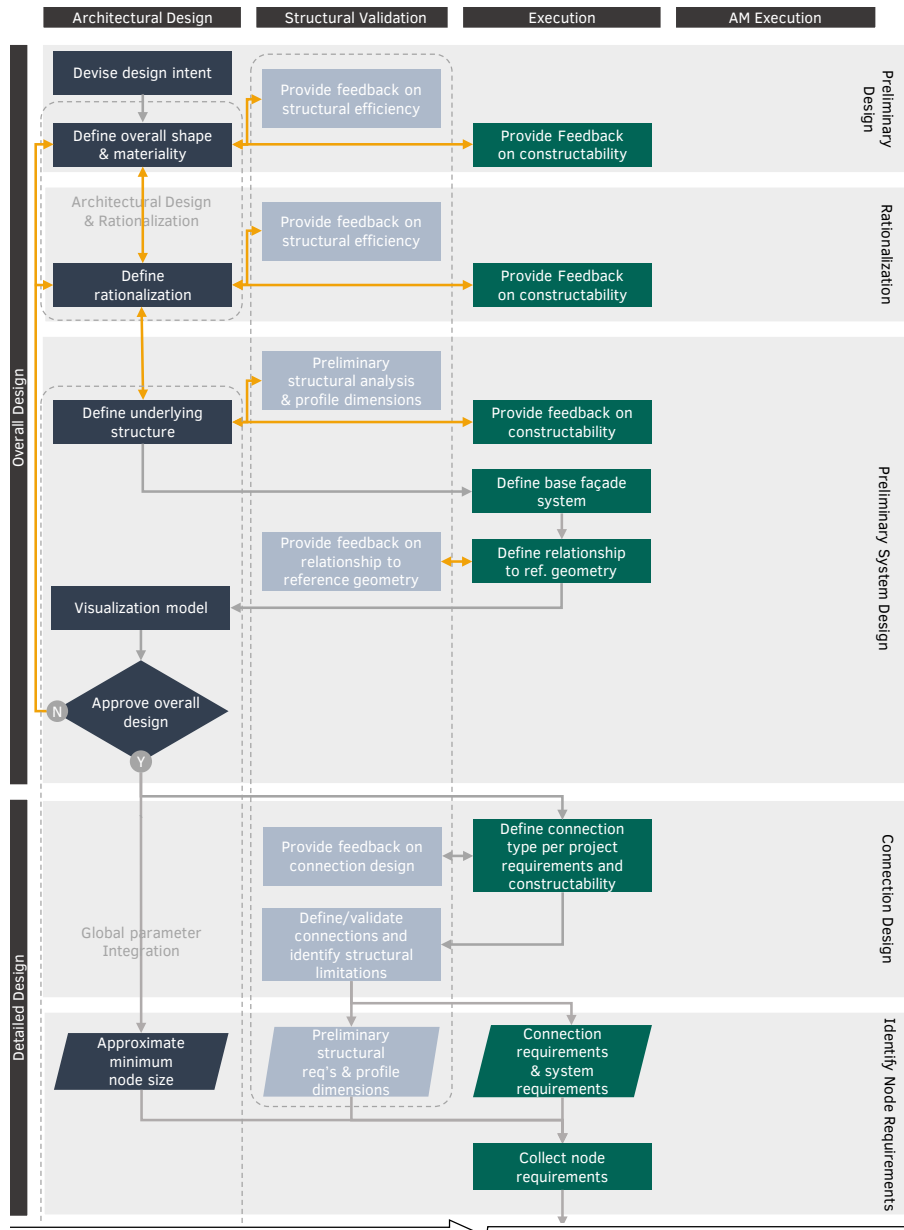 Architectural Design
Structural Validation
Execution
AM Execution
Overall Design
Preliminary
Design
Devise design intent
Provide feedback on
structural efficiency
Define overall shape
& materiality
Provide Feedback
on constructability
Rationalization
Architectural Design
& Rationalization
Provide feedback on
structural efficiency
Define
rationalization
Provide Feedback
on constructability
Preliminary System Design
Preliminary
structural analysis
& profile dimensions
Define underlying
structure
Provide feedback on
constructability
Define base façade
system
Provide feedback on
relationship to
reference geometry
Define relationship
to ref. geometry
Visualization model
Approve overall
design
N
Y
Detailed Design
Connection Design
Define connection
type per project
requirements and
constructability
Provide feedback on
connection design
Define/validate
connections and
identify structural
limitations
Global parameter
Integration
Identify Node Requirements
Approximate
minimum
node size
Preliminary
structural
req's & profile
dimensions
Connection
requirements
& system
requirements
Collect node
requirements